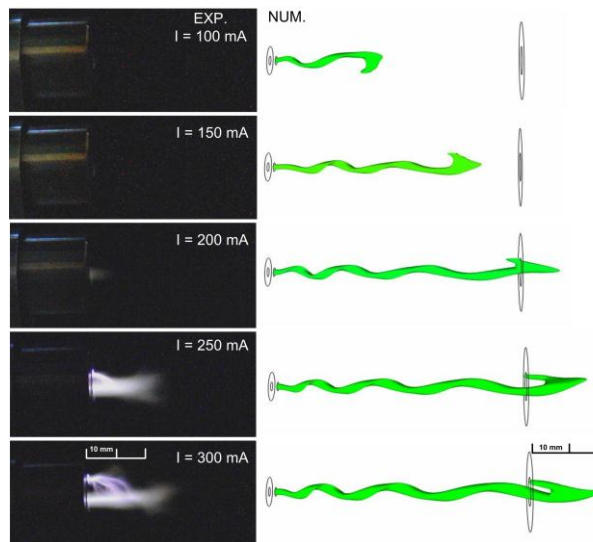 EXP.
NUM.
I = 100 mA
I = 150 mA
I = 200 mA
I = 250 mA
10 mm
10 mm
I = 300 mA